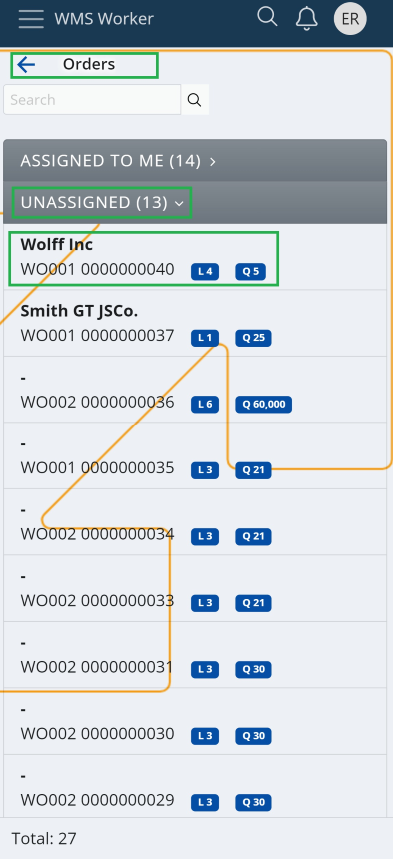 WMS Worker
ER
Orders
Search
ASSIGNED TO ME (14) >
UNASSIGNED (13)
Wolff Inc
WO001 0000000040 L 4 Q 5
Smith GT JSCo.
WO001 0000000037 L 1 Q 25
-
WO002 0000000036 L 6 Q 60,000
-
WO001 0000000035 L 3 Q 21
-
WO002 0000000034 L 3 Q 21
-
WO002 0000000033 L 3 Q 21
-
WO002 0000000031 L 3 Q 30
-
WO002 0000000030 L 3 Q 30
-
WO002 0000000029 L 3 Q 30
Total: 27